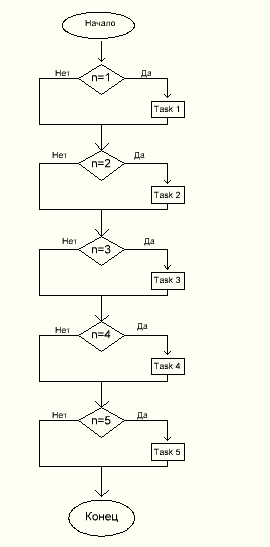 Начало
n=1
Нет
Да
Task 1
n=2
Нет
Да
Task 2
n=3
Нет
Да
Task 3
n=4
Нет
Да
Task 4
n=5
Нет
Да
Task 5
Конец